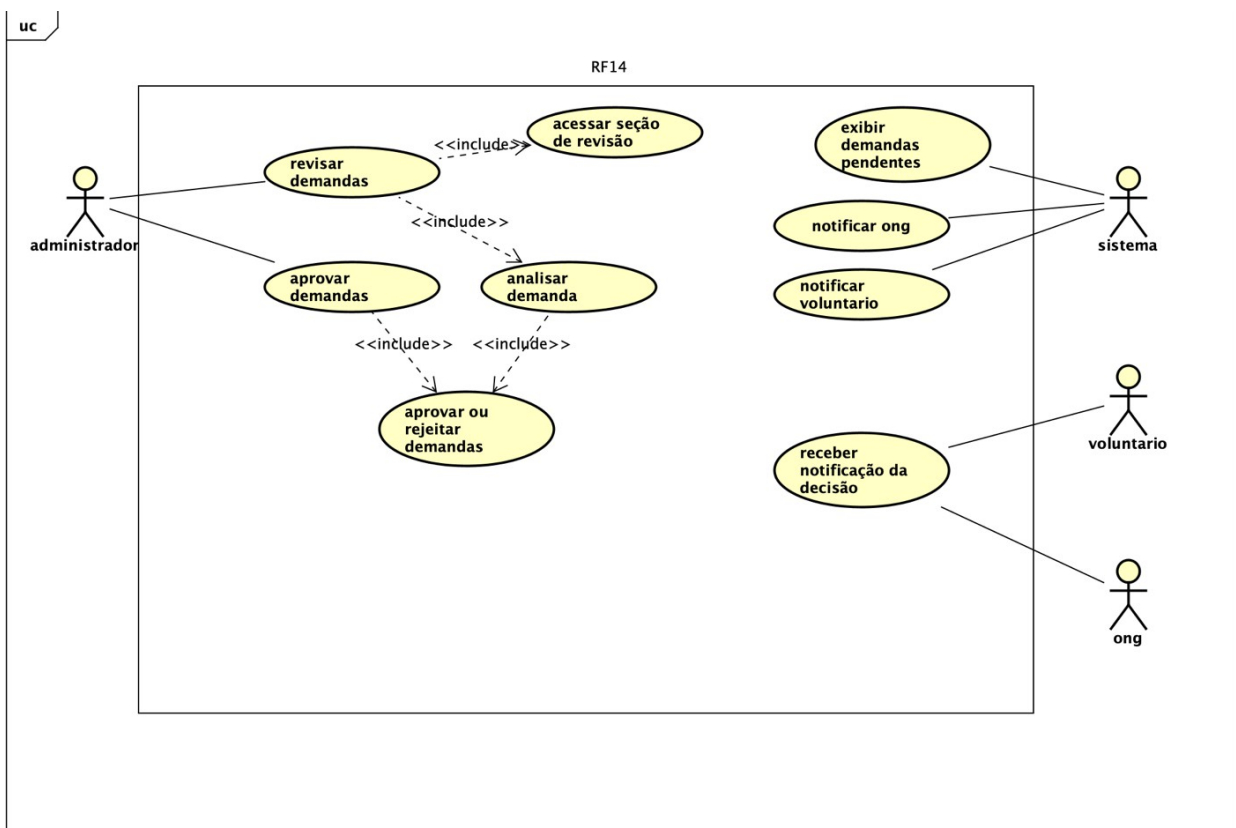 uc
RF14
acessar seção
de revisão
<<include>>
revisar
demandas
exibir
demandas
pendentes
administrador
<<include>>
notificar ong
sistema
aprovar
demandas
analisar
demanda
notificar
voluntario
<<include>>
<<include>>
aprovar ou
rejeitar
demandas
voluntario
receber
notificação da
decisão
ong